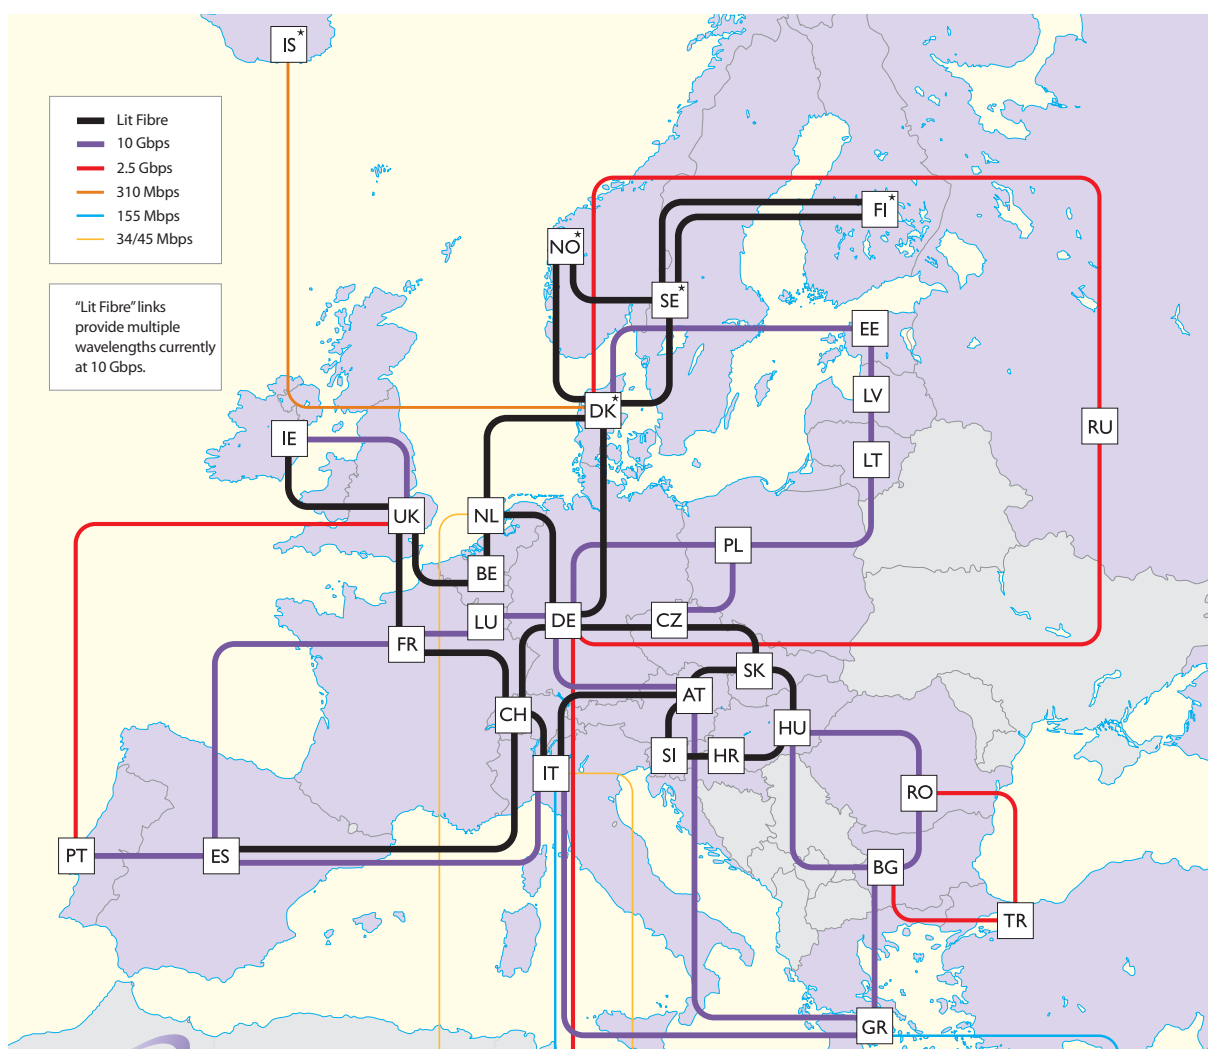 IS*
Lit Fibre
10 Gbps
2.5 Gbps
310 Mbps
155 Mbps
34/45 Mbps
FI*
NO*
SE*
“Lit Fibre” links
provide multiple
wavelengths currently
at 10 Gbps.
EE
LV
DK*
RU
IE
LT
UK
NL
PL
BE
LU
DE
CZ
FR
SK
AT
CH
HU
SI
HR
IT
RO
PT
ES
BG
TR
GR